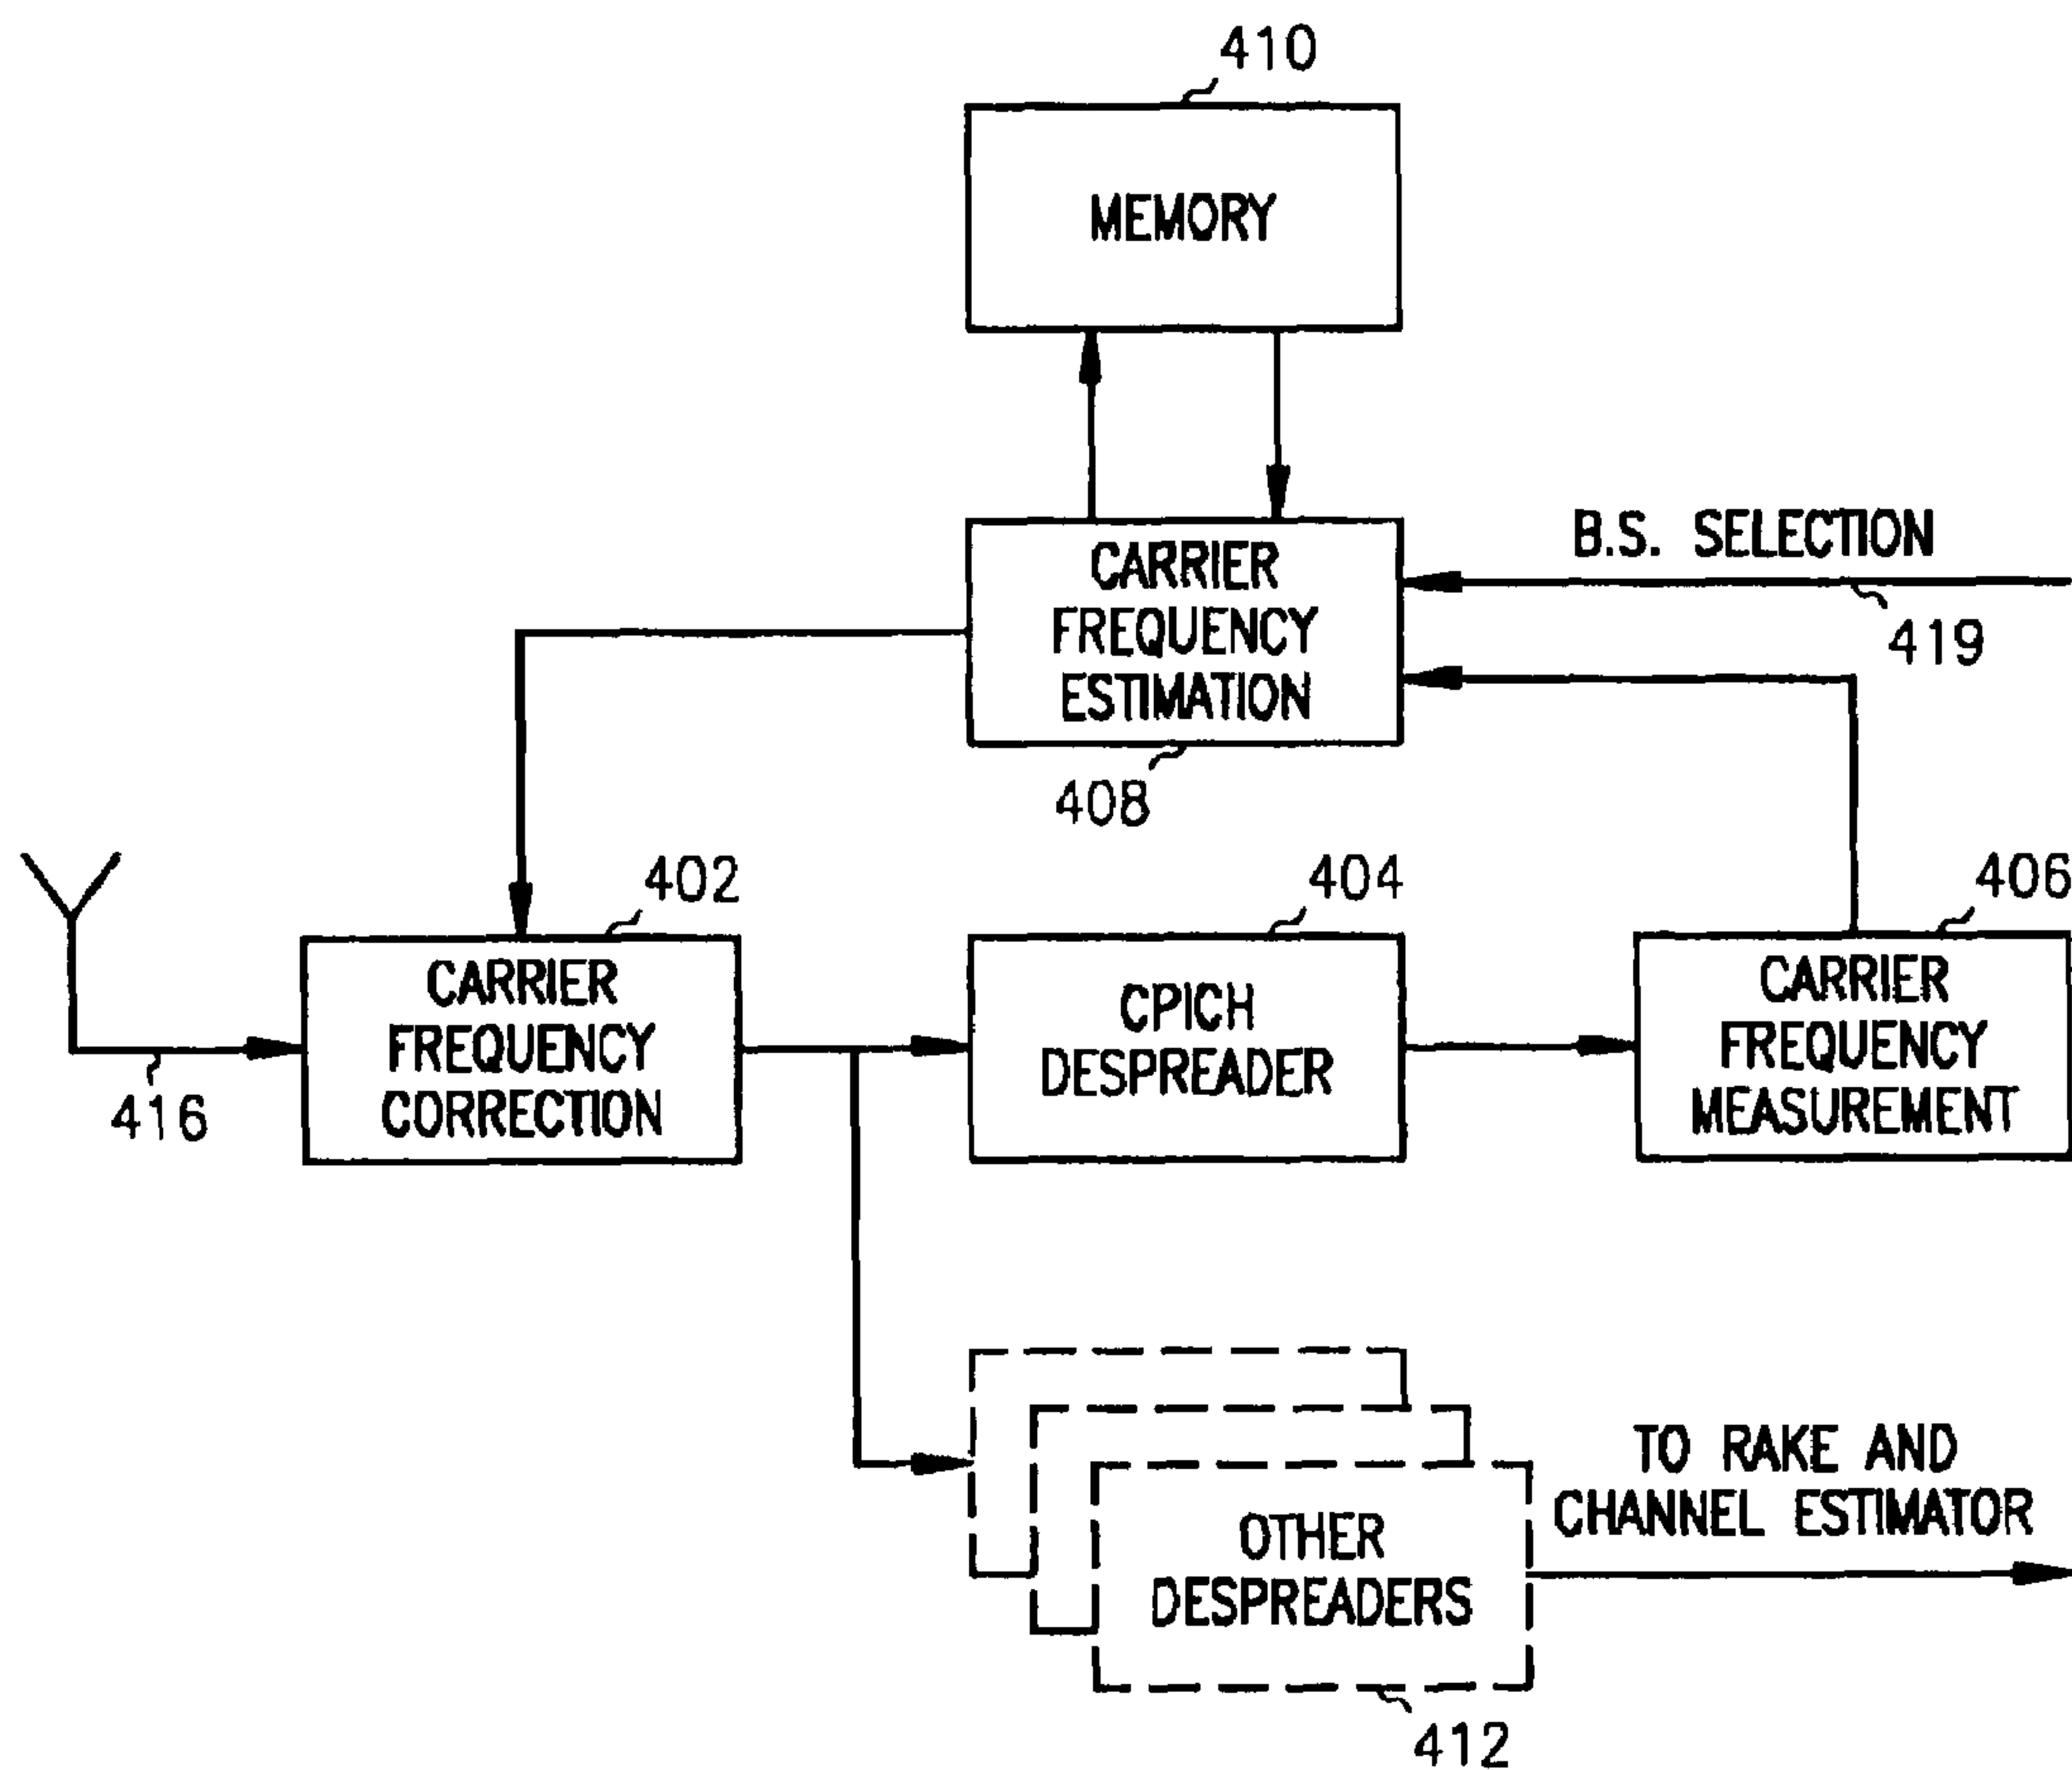 410
MEMORY
B.S. SELECTION
419
CARRIER
FREQUENCY
ESTIMATION
408
402
404
406
CARRIER
FREQUENCY
CORRECTION
CPICH
DESPREADER
CARRIER
FREQUENCY
MEASUREMENT
416
TO RAKE AND
CHANNEL ESTIMATOR
OTHER
DESPREADERS
412